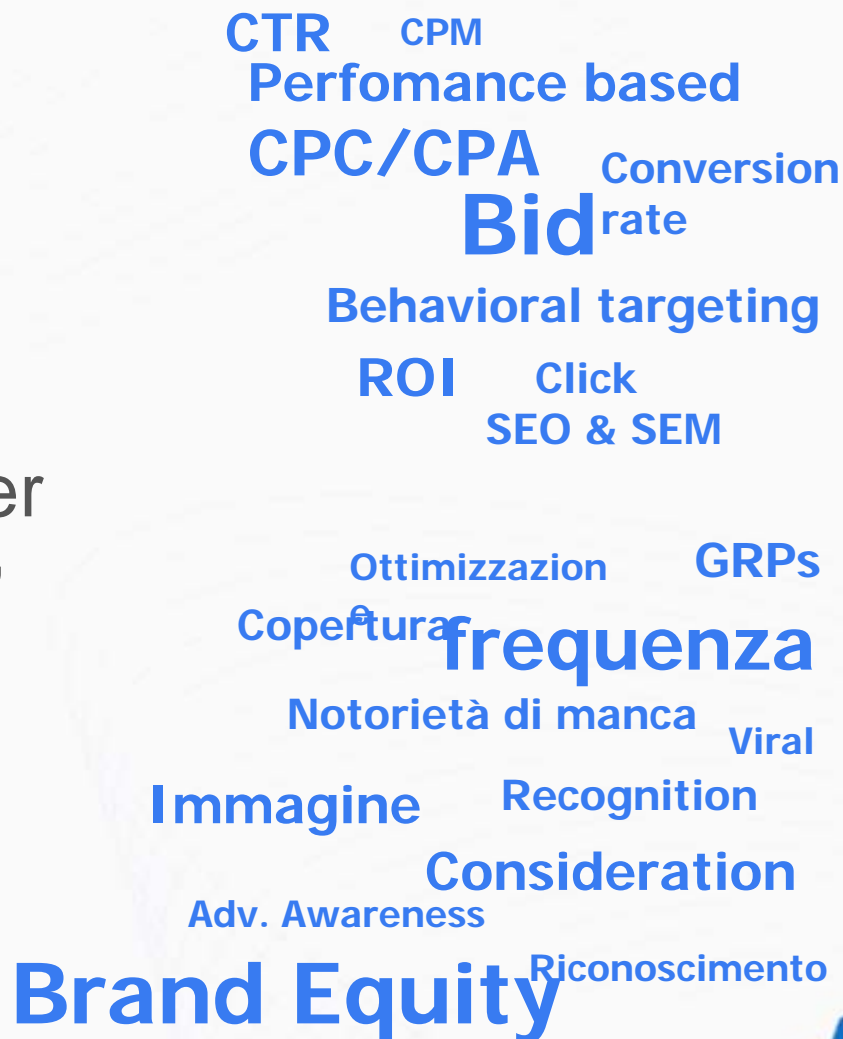 CTR CPM
Perfomance based
CPC/CPA Conversion
Bid rate
Behavioral targeting
ROI Click
SEO & SEM
er
Ottimizzazion GRPs
e
Copertura frequenza
Notorietà di manca
Viral
Immagine Recognition
Consideration
Adv. Awareness
Brand Equity Riconoscimento